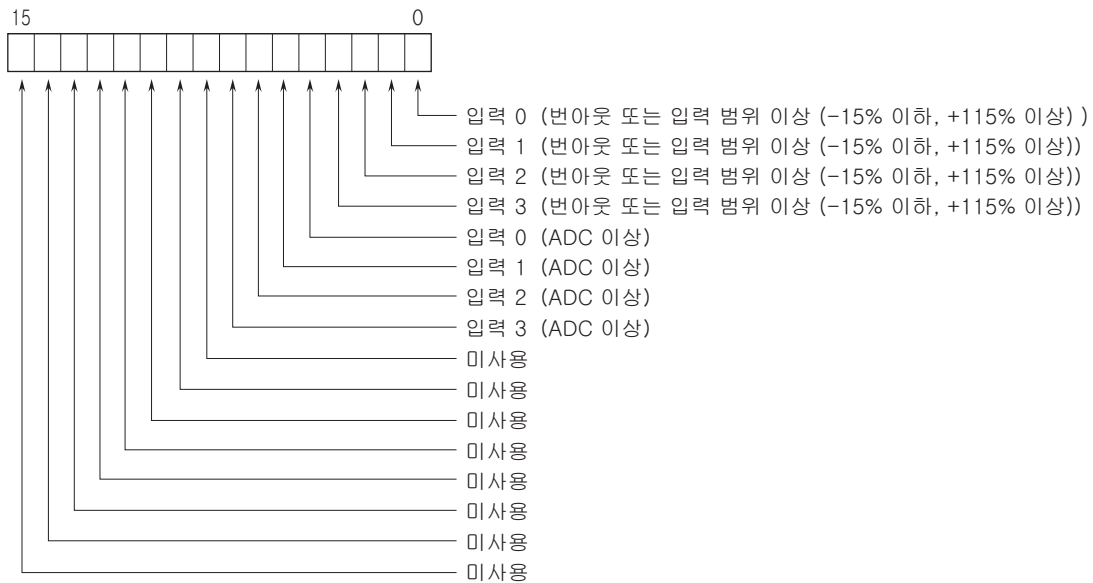 15 0
입력 0 (번아웃 또는 입력 범위 이상 (-15% 이하, +115% 이상) )
입력 1 (번아웃 또는 입력 범위 이상 (-15% 이하, +115% 이상))
입력 2 (번아웃 또는 입력 범위 이상 (-15% 이하, +115% 이상))
입력 3 (번아웃 또는 입력 범위 이상 (-15% 이하, +115% 이상))
입력 0 (ADC 이상)
입력 1 (ADC 이상)
입력 2 (ADC 이상)
입력 3 (ADC 이상)
미사용
미사용
미사용
미사용
미사용
미사용
미사용
미사용